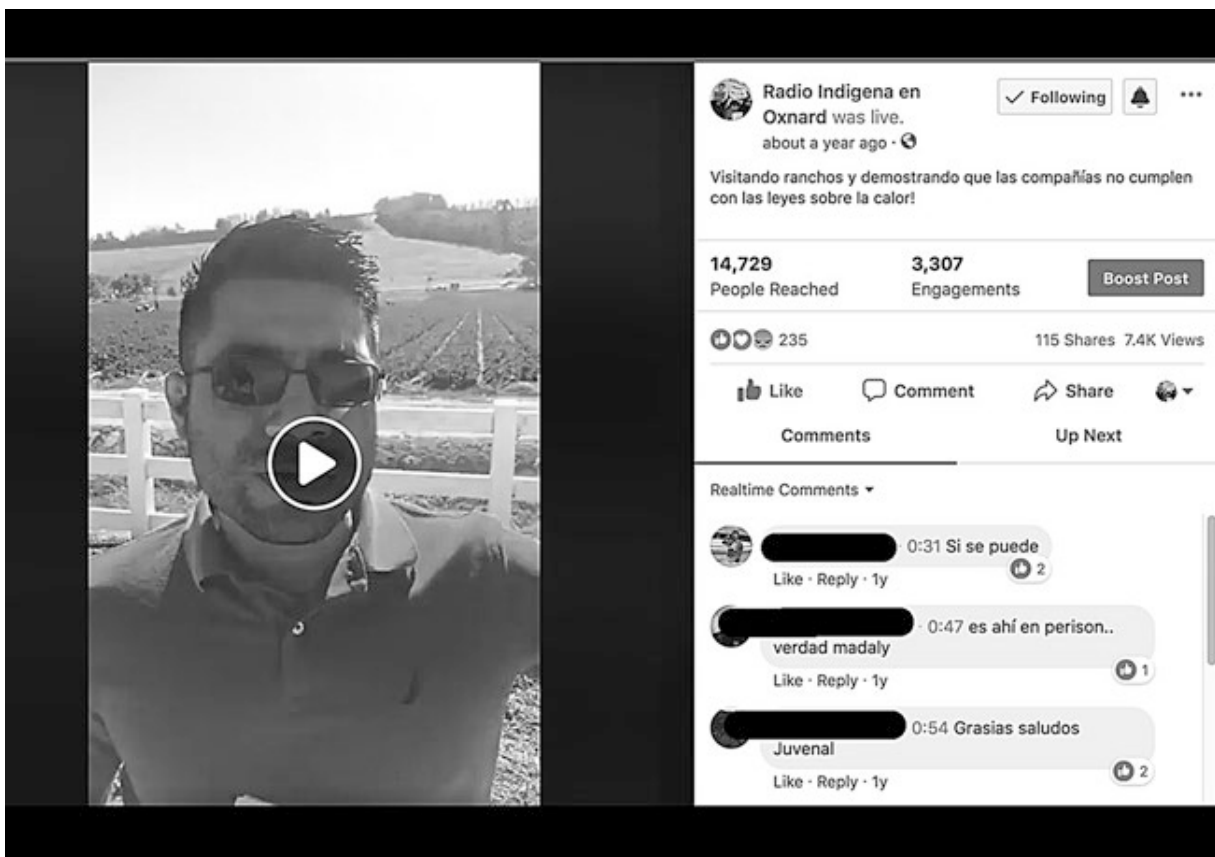 Radio Indigena en
Oxnard was live.
about a year ago ·
Following
...
Visitando ranchos y demostrando que las compañías no cumplen
con las leyes sobre la calor!
14,729
People Reached
3,307
Engagements
Boost Post
235
115 Shares 7.4K Views
Like
Comment
Share
Comments
Up Next
Realtime Comments
· 0:31 Si se puede
2
Like · Reply · 1y
· 0:47 es ahí en perison..
verdad madaly
1
Like · Reply · 1y
0:54 Grasias saludos
Juvenal
2
Like · Reply · 1y